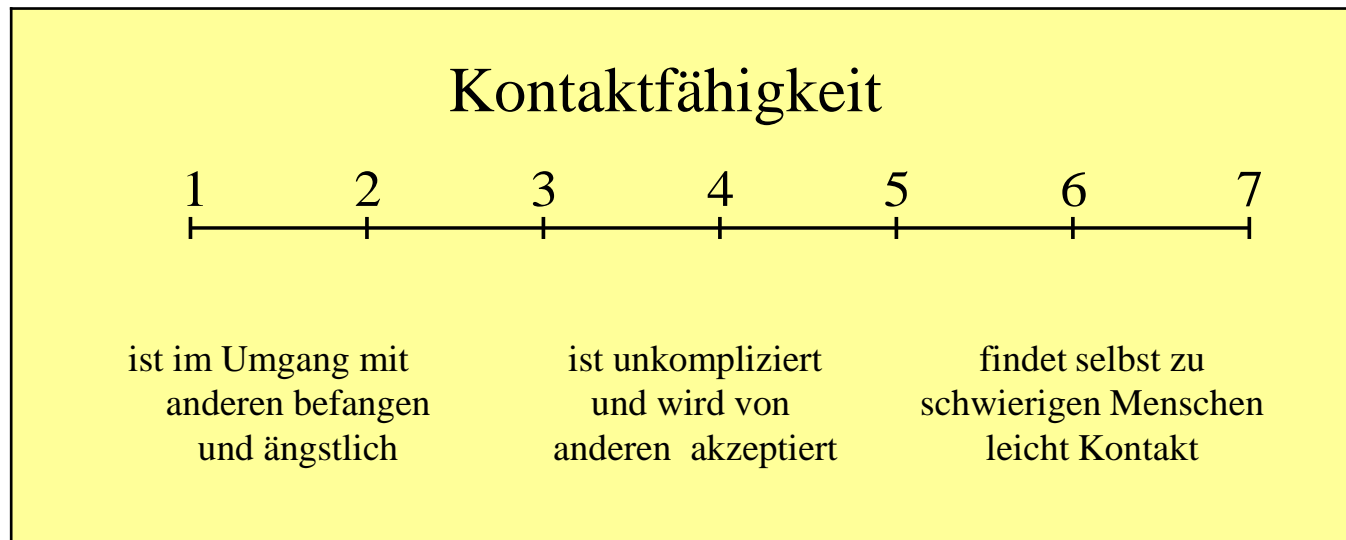 Kontaktfähigkeit
1 2 3 4 5 6 7
ist im Umgang mit
anderen befangen
und ängstlich
ist unkompliziert
und wird von
anderen akzeptiert
findet selbst zu
schwierigen Menschen
leicht Kontakt